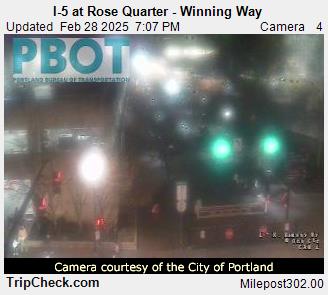 I-5 at Rose Quarter - Winning Way
Updated Feb 28 2025 7:07 PM Camera 4
PBOT
PORTLAND BUREAU OF TRANSPORTATION
Camera courtesy of the City of Portland
TripCheck.com Milepost302.00